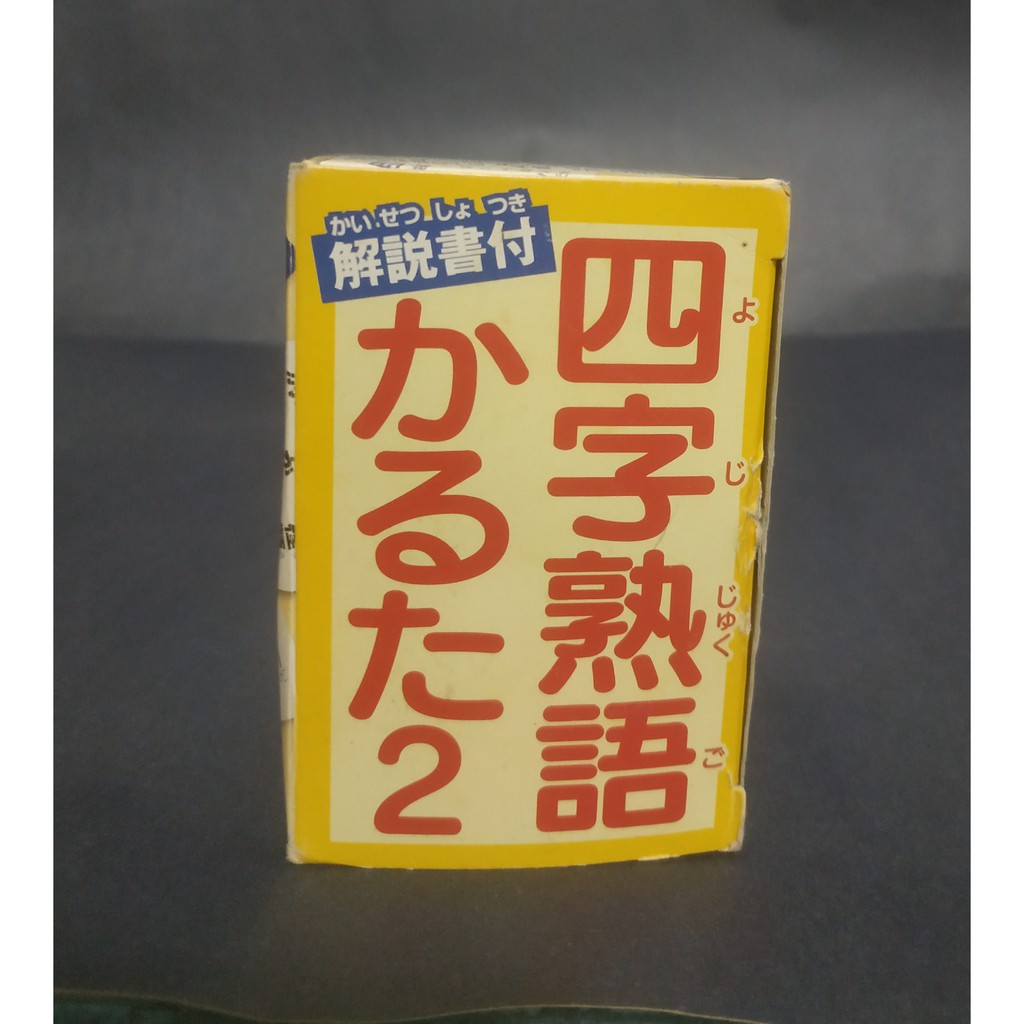 かいせつしょつき
解説書付
四字熟語
よじじゅくご
かるた2